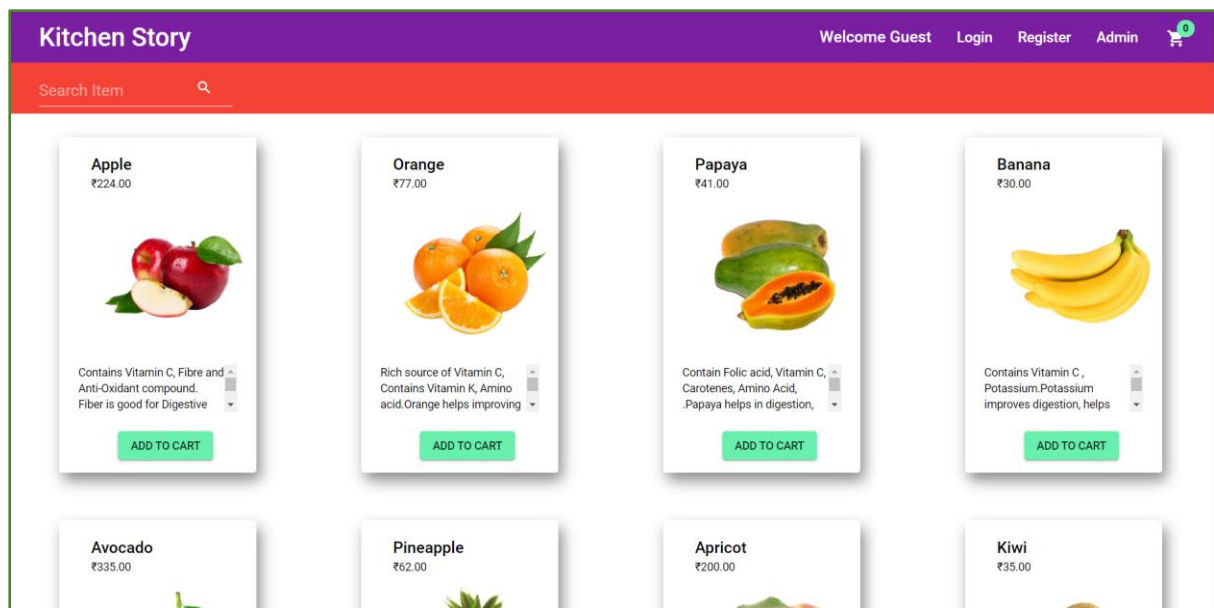 Kitchen Story
Welcome Guest
Login
Register
Admin
0
Search Item
Apple
₹224.00
Contains Vitamin C, Fibre and
Anti-Oxidant compound.
Fiber is good for Digestive
ADD TO CART
Orange
₹77.00
Rich source of Vitamin C,
Contains Vitamin K, Amino
acid.Orange helps improving
ADD TO CART
Papaya
₹41.00
Contain Folic acid, Vitamin C,
Carotenes, Amino Acid,
.Papaya helps in digestion,
ADD TO CART
Banana
₹30.00
Contains Vitamin C ,
Potassium.Potassium
improves digestion, helps
ADD TO CART
Avocado
₹335.00
Pineapple
₹62.00
Apricot
₹200.00
Kiwi
₹35.00